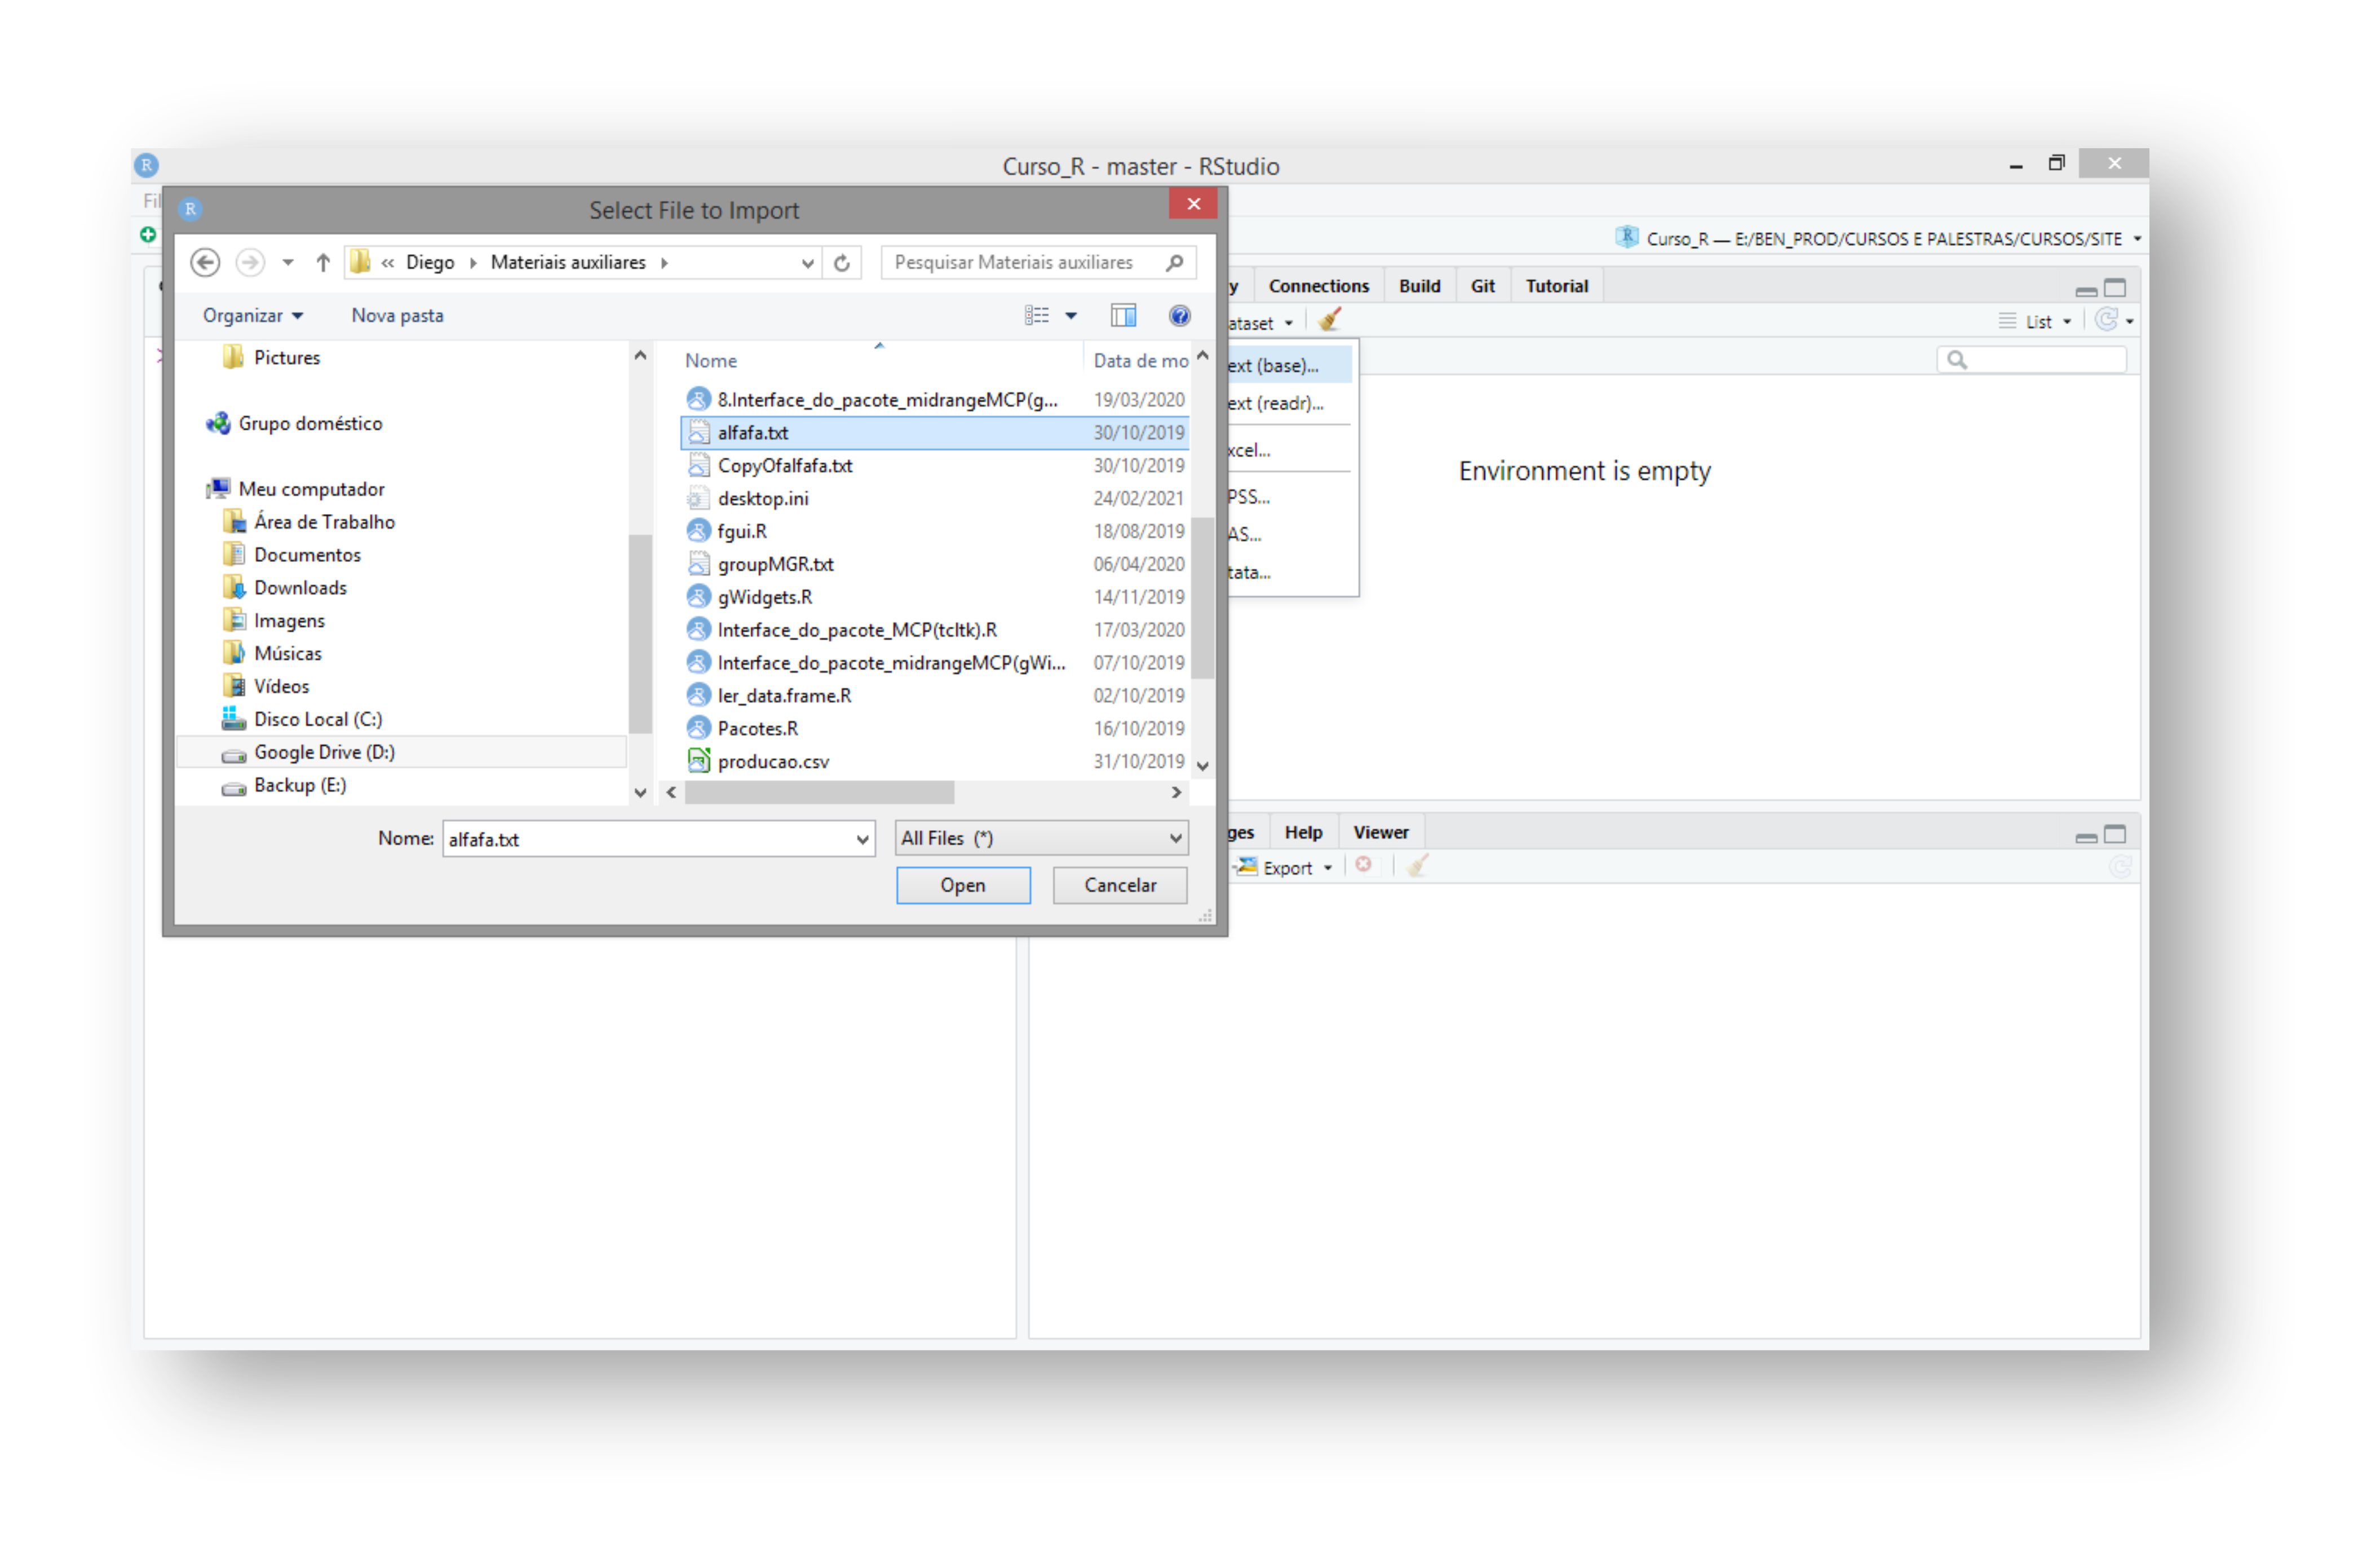 R
Curso_R - master - RStudio
Fil
R
Select File to Import
« Diego Materiais auxiliares
Pesquisar Materiais auxiliares
Organizar
Nova pasta
Pictures
Grupo doméstico
Meu computador
Área de Trabalho
Documentos
Downloads
Imagens
Músicas
Vídeos
Disco Local (C:)
Google Drive (D:)
Backup (E:)
Nome
Data de mo
8.Interface_do_pacote_midrangeMCP(g... 19/03/2020
alfafa.txt 30/10/2019
CopyOfalfafa.txt 30/10/2019
desktop.ini 24/02/2021
fgui.R 18/08/2019
groupMGR.txt 06/04/2020
gWidgets.R 14/11/2019
Interface_do_pacote_MCP(tcltk).R 17/03/2020
Interface_do_pacote_midrangeMCP(gWi... 07/10/2019
ler_data.frame.R 02/10/2019
Pacotes.R 16/10/2019
producao.csv 31/10/2019
Nome: alfafa.txt
All Files (*)
Open
Cancelar
R Curso_R — E:/BEN_PROD/CURSOS E PALESTRAS/CURSOS/SITE
y Connections Build Git Tutorial
ataset
List
ext (base)...
ext (readr)...
xcel...
PSS...
AS...
tata...
Environment is empty
ges Help Viewer
Export